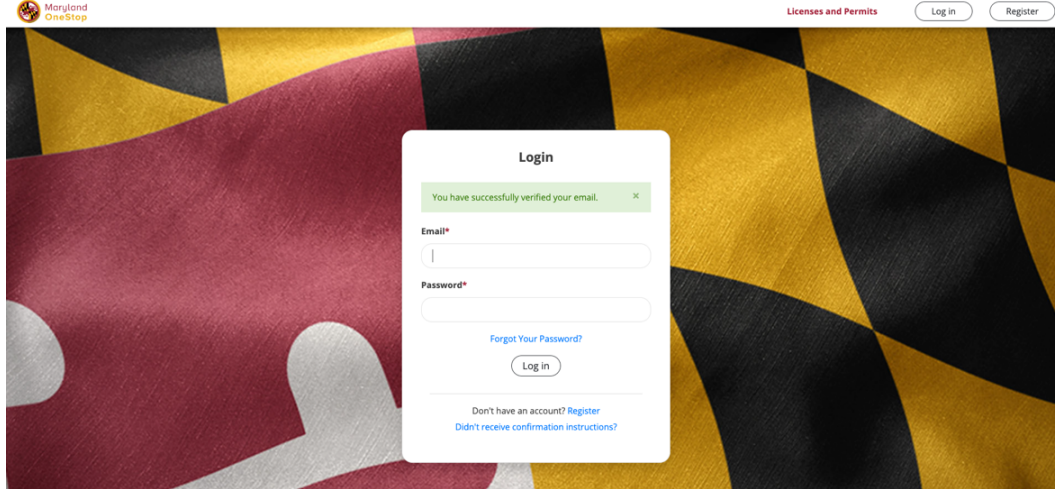 Maryland
OneStop
Licenses and Permits
Log in
Register
Login
You have successfully verified your email.
×
Email*
Password*
Forgot Your Password?
Log in
Don't have an account? Register
Didn't receive confirmation instructions?